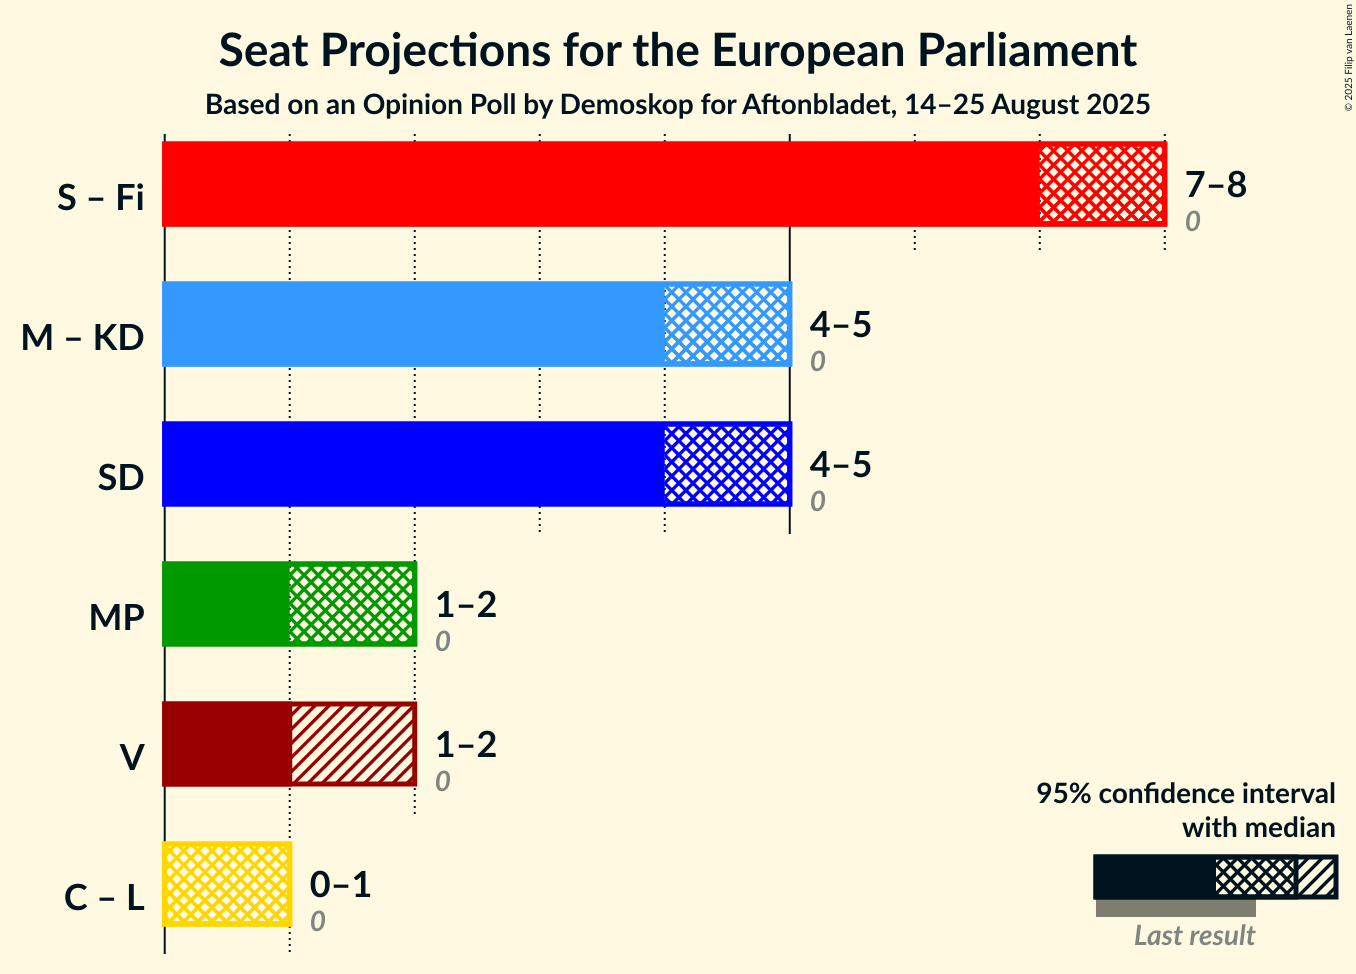 Seat Projections for the European Parliament
Based on an Opinion Poll by Demoskop for Aftonbladet, 14–25 August 2025
© 2025 Filip van Laenen
S – Fi
7–8
0
M – KD
4–5
0
SD
4–5
0
MP
1–2
0
V
1–2
0
C – L
0–1
0
95% confidence interval
with median
Last result